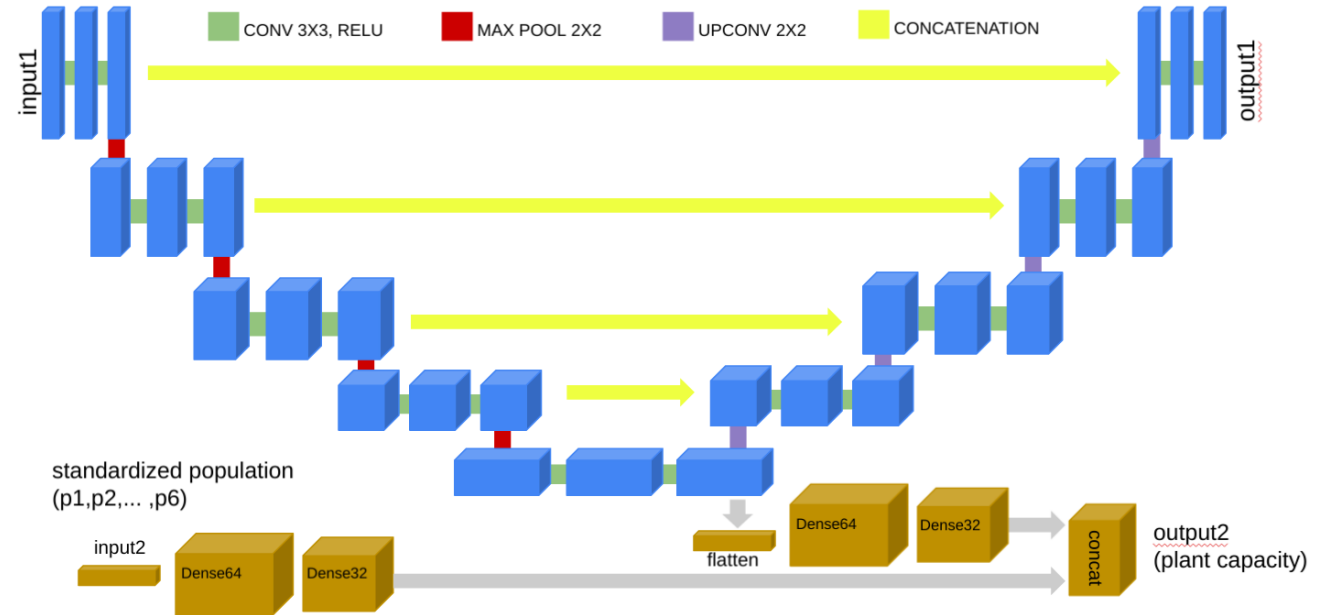 CONV 3X3, RELU
MAX POOL 2X2
UPCONV 2X2
CONCATENATION
input1
output1
standardized population
(p1,p2,... ,p6)
input2
Dense64
Dense32
flatten
Dense64
Dense32
concat
output2
(plant capacity)